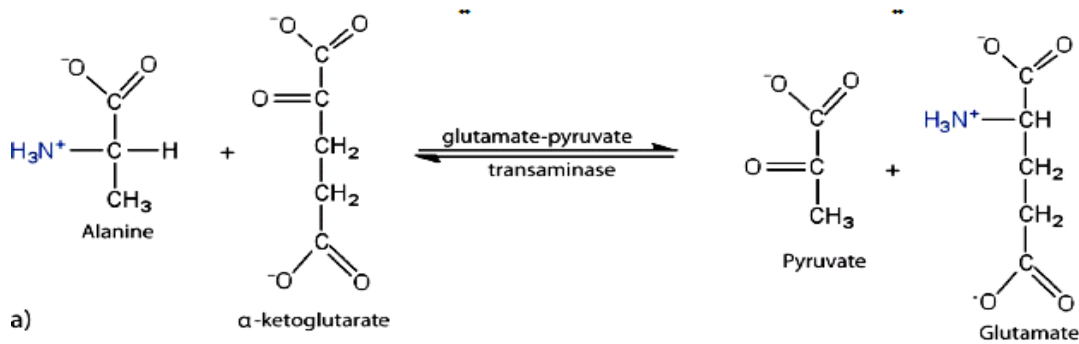 ⁻O O
C
H₃N⁺ C H
CH₃
Alanine
+
⁻O O
C
O C
CH₂
CH₂
C
⁻O O
α-ketoglutarate
glutamate-pyruvate
transaminase
⁻O O
C
O C
CH₃
Pyruvate
+
⁻O O
C
H₃N⁺ CH
CH₂
CH₂
C
⁻O O
Glutamate
a)